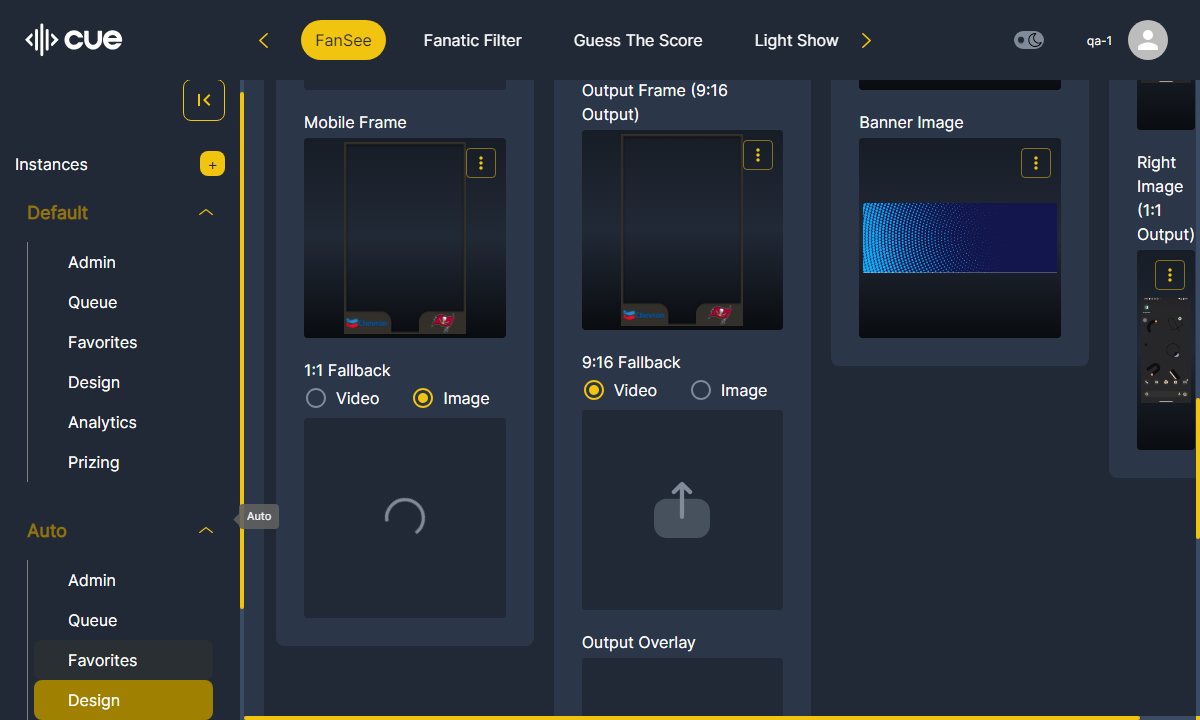 cue
FanSee
Fanatic Filter
Guess The Score
Light Show
qa-1
Instances
+
Default
Admin
Queue
Favorites
Design
Analytics
Prizing
Auto
Admin
Queue
Favorites
Design
Auto
Mobile Frame
1:1 Fallback
Video
Image
Output Frame (9:16
Output)
9:16 Fallback
Video
Image
Output Overlay
Banner Image
Right
Image
(1:1
Output)